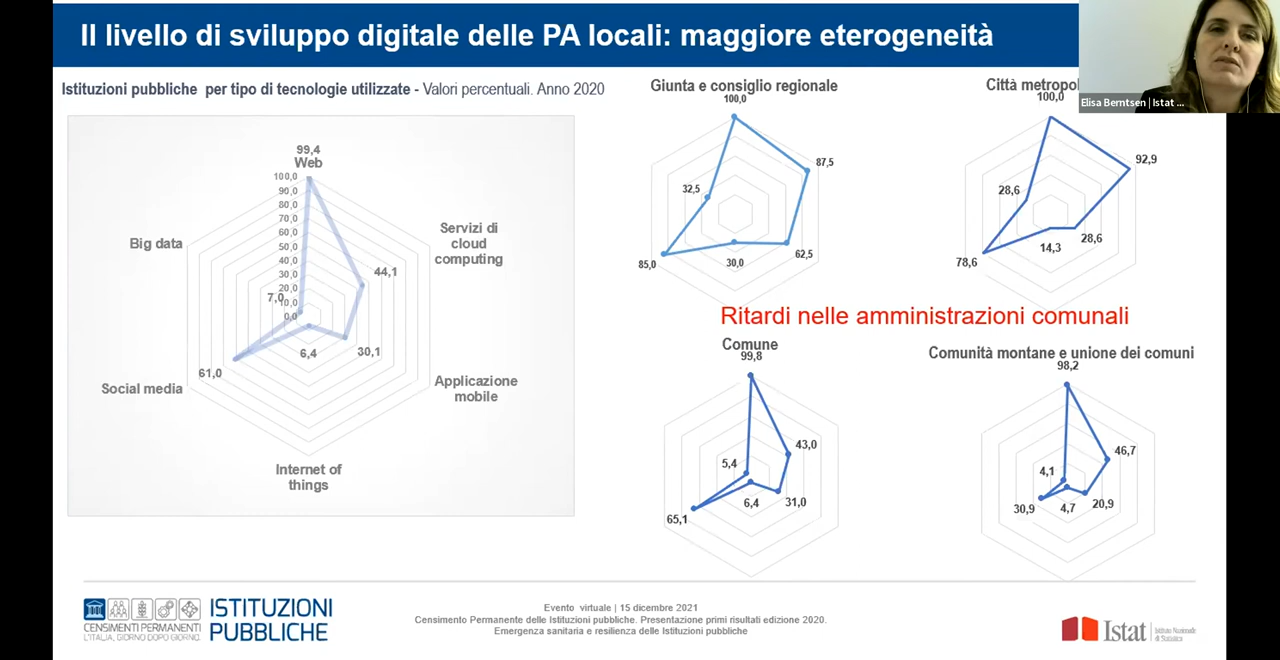 Il livello di sviluppo digitale delle PA locali: maggiore eterogeneità
Elisa Berntsen | Istat ...
Istituzioni pubbliche per tipo di tecnologie utilizzate - Valori percentuali. Anno 2020
99,4
Web
100,0
90,0
80,0
70,0
60,0
50,0
40,0
30,0
20,0
10,0
0,0
Servizi di
cloud
computing
44,1
Applicazione
mobile
30,1
Internet of
things
6,4
Social media
61,0
Big data
7,0
Giunta e consiglio regionale
100,0
87,5
62,5
30,0
85,0
32,5
Città metropol
100,0
92,9
28,6
14,3
78,6
28,6
Ritardi nelle amministrazioni comunali
Comune
99,8
43,0
31,0
6,4
65,1
5,4
Comunità montane e unione dei comuni
98,2
46,7
20,9
4,7
30,9
4,1
CENSIMENTI PERMANENTI
L'ITALIA, GIORNO DOPO GIORNO.
ISTITUZIONI
PUBBLICHE
Evento virtuale | 15 dicembre 2021
Censimento Permanente delle Istituzioni pubbliche. Presentazione primi risultati edizione 2020.
Emergenza sanitaria e resilienza delle Istituzioni pubbliche
Istat
Istituto Nazionale
di Statistica